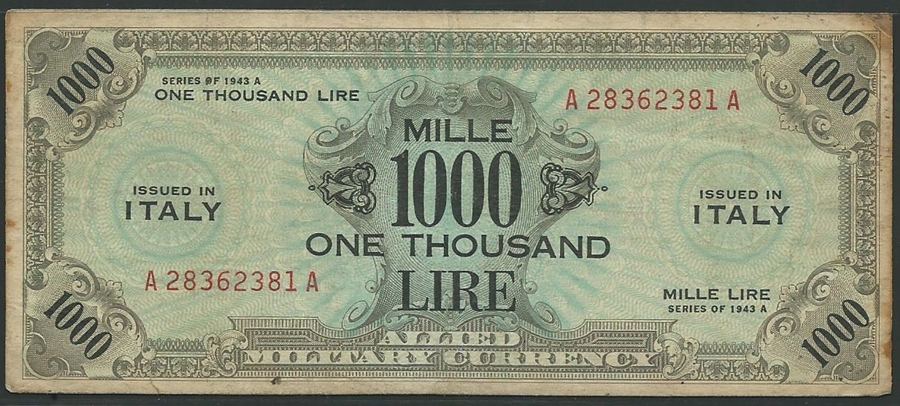 1000
1000
SERIES OF 1943 A
ONE THOUSAND LIRE
A 28362381 A
MILLE
1000
ONE THOUSAND
LIRE
ISSUED IN
ITALY
ISSUED IN
ITALY
A 28362381 A
MILLE LIRE
SERIES OF 1943 A
1000
1000
ALLIED
MILITARY CURRENCY